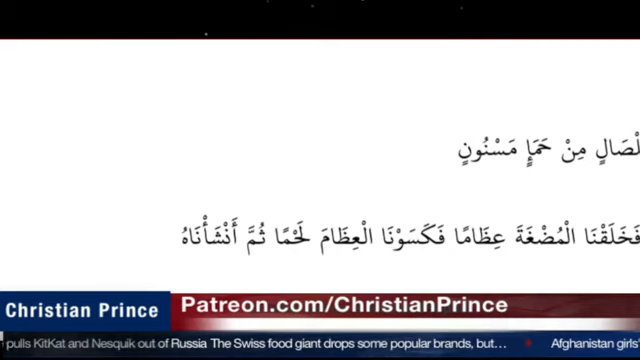 لْصَالٍ مِنْ حَمَإٍ مَسْنُونٍ
فَخَلَقْنَا الْمُضْغَةَ عِظَامًا فَكَسَوْنَا الْعِظَامَ لَحْمًا ثُمَّ أَنْشَأْنَاهُ
Christian Prince
Patreon.com/ChristianPrince
pulls KitKat and Nesquik out of Russia The Swiss food giant drops some popular brands, but… Afghanistan girls